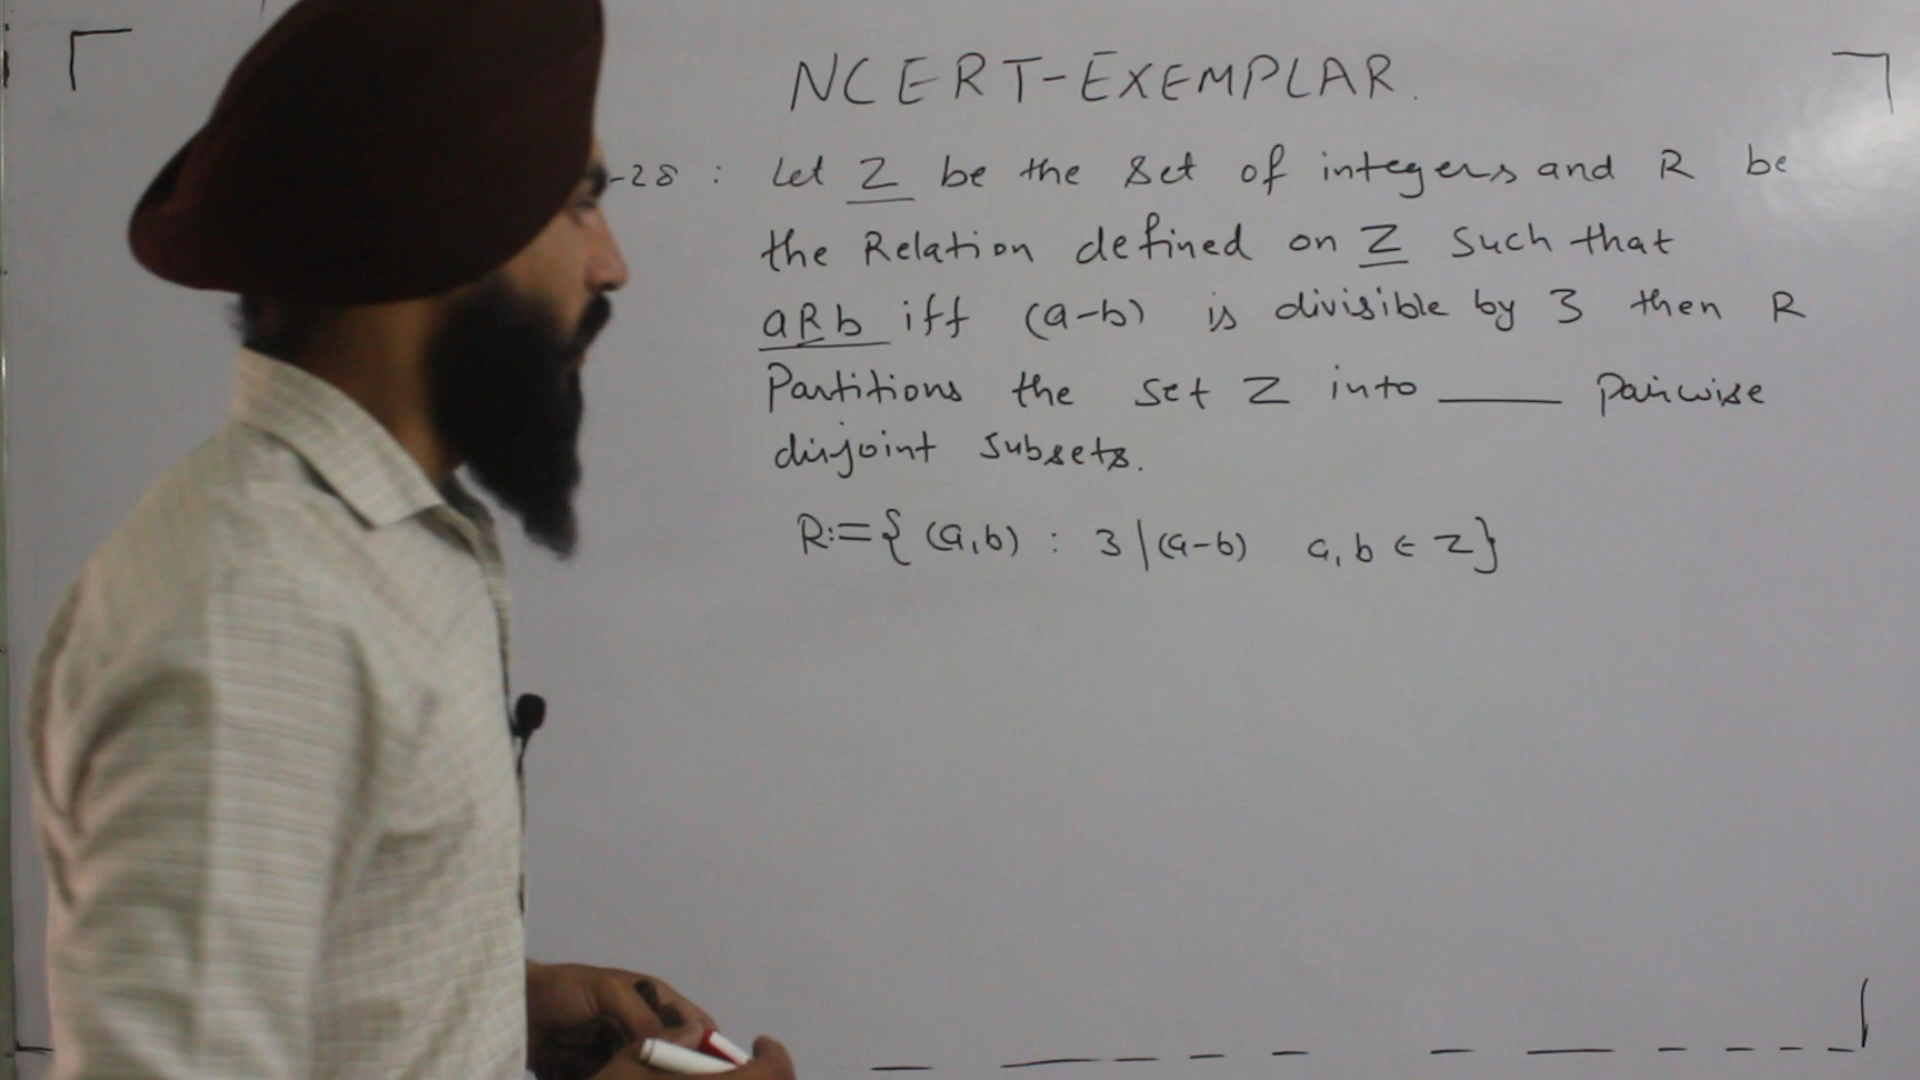 NCERT-EXEMPLAR.
-28 : Let Z be the set of integers and R be
the Relation defined on Z such that
aRb iff (a-b) is divisible by 3 then R
Partitions the set Z into ____ Pairwise
disjoint subsets.
R:={ (a,b) : 3|(a-b) a, b ∈ Z}